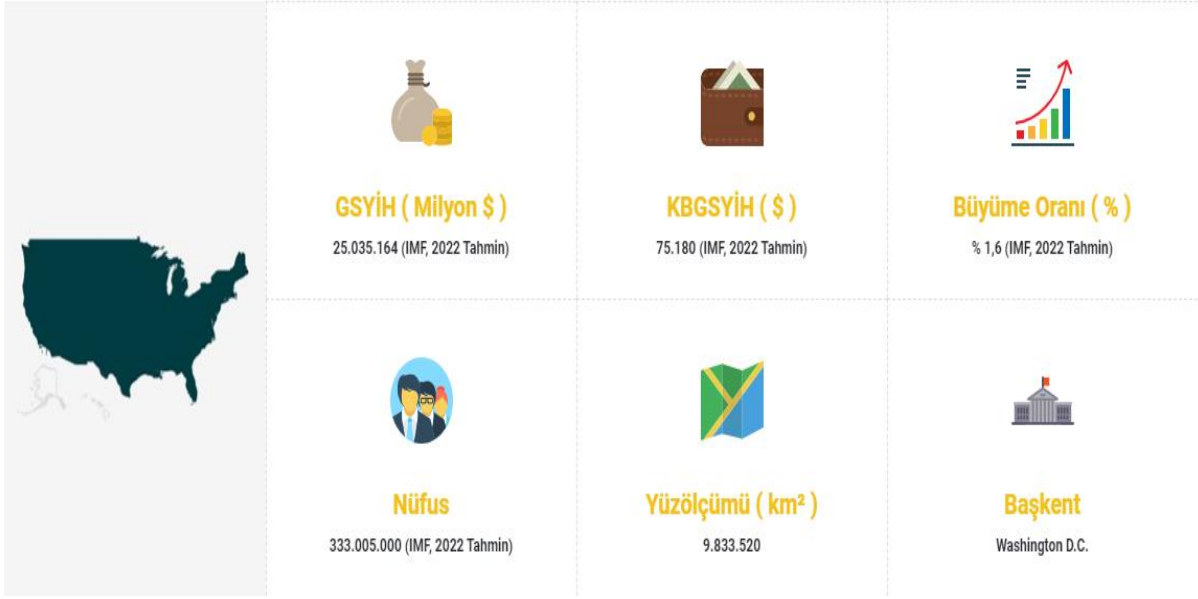 GSYİH ( Milyon $ )
25.035.164 (IMF, 2022 Tahmin)
KBGSYİH ( $ )
75.180 (IMF, 2022 Tahmin)
Büyüme Oranı ( % )
% 1,6 (IMF, 2022 Tahmin)
Nüfus
333.005.000 (IMF, 2022 Tahmin)
Yüzölçümü ( km² )
9.833.520
Başkent
Washington D.C.